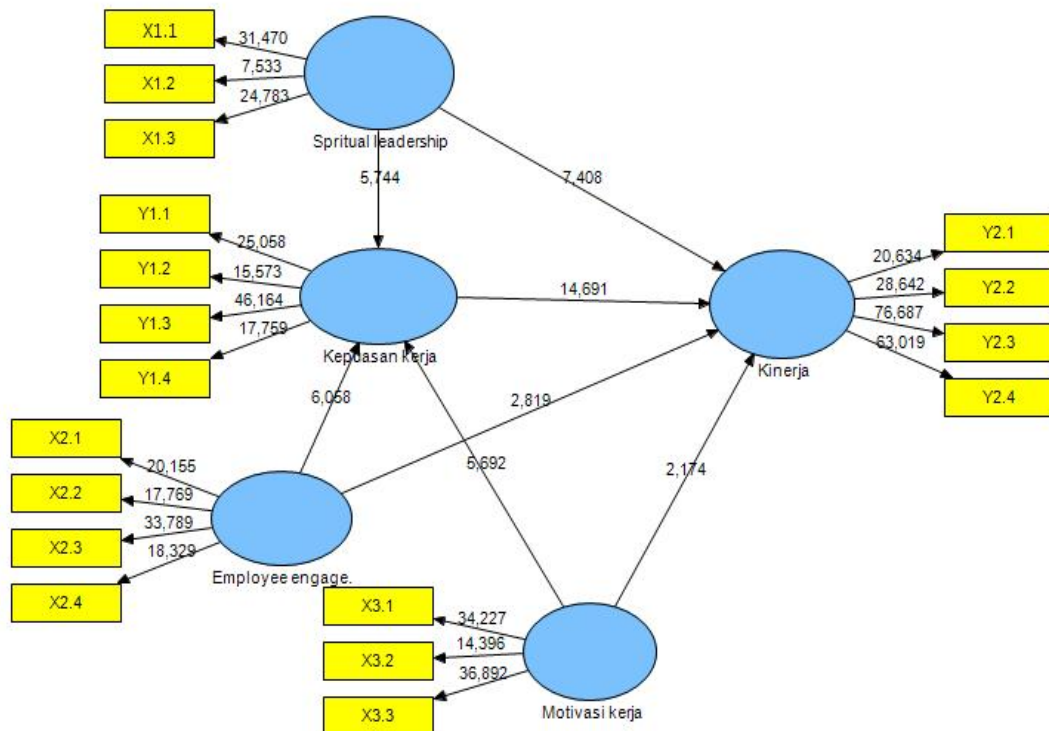 X1.1
31,470
X1.2
7,533
X1.3
24,783
Spritual leadership
5,744
7,408
Y1.1
25,058
Y1.2
15,573
Y1.3
46,164
Y1.4
17,759
Kepuasan kerja
14,691
Y2.1
20,634
Y2.2
28,642
Y2.3
76,687
Y2.4
63,019
Kinerja
6,058
2,819
5,692
2,174
X2.1
20,155
X2.2
17,769
X2.3
33,789
X2.4
18,329
Employee engage.
X3.1
34,227
X3.2
14,396
X3.3
36,892
Motivasi kerja